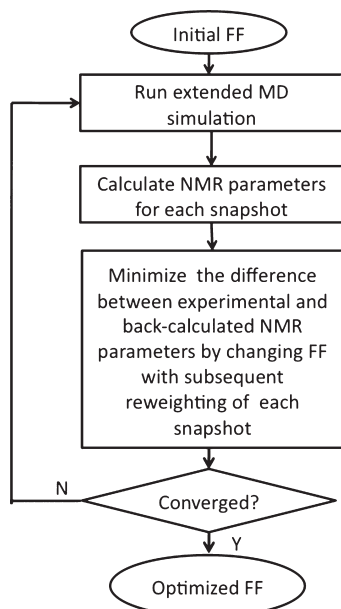 Initial FF
Run extended MD
simulation
Calculate NMR parameters
for each snapshot
Minimize the difference
between experimental and
back-calculated NMR
parameters by changing FF
with subsequent
reweighting of each
snapshot
N
Converged?
Y
Optimized FF